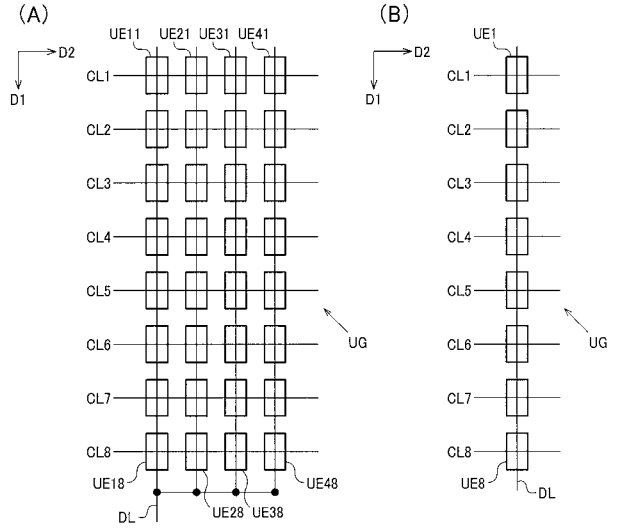 (A)
UE11 UE21 UE31 UE41
D2
D1
CL1
CL2
CL3
CL4
CL5
CL6
CL7
CL8
UG
UE18 UE28 UE38 UE48
DL
(B)
UE1
D2
D1
CL1
CL2
CL3
CL4
CL5
CL6
CL7
CL8
UG
UE8
DL